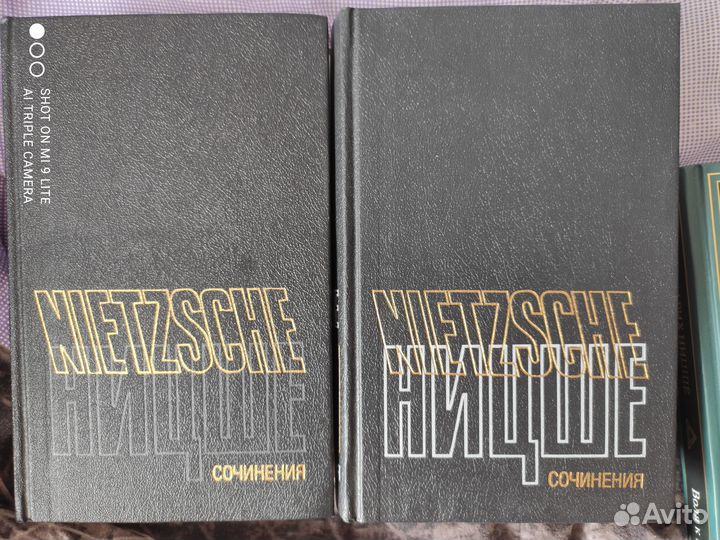 SHOT ON MI 9 LITE
AI TRIPLE CAMERA
NIETZSCHE
НИЦШЕ
СОЧИНЕНИЯ
NIETZSCHE
НИЦШЕ
СОЧИНЕНИЯ
Avito